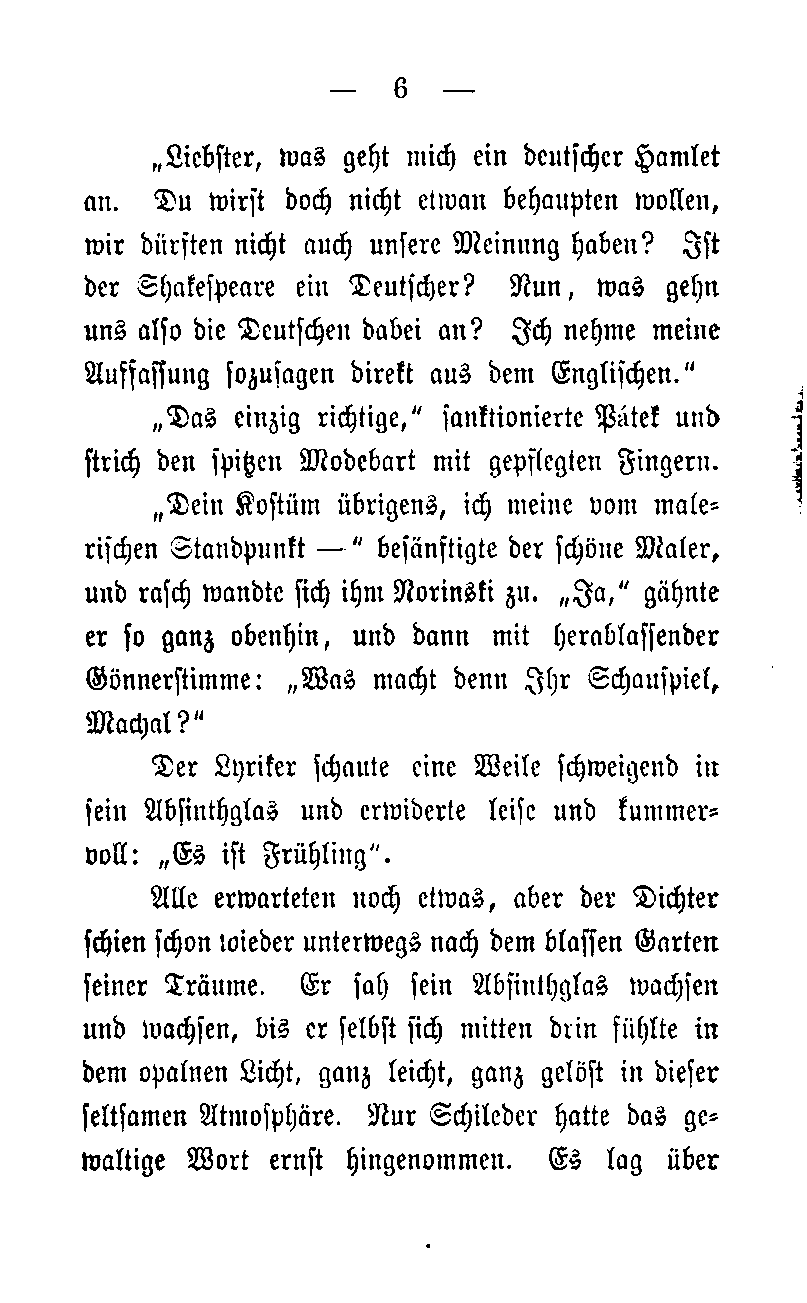 — 6 —
„Liebster, was geht mich ein deutscher Hamlet
an. Du wirst doch nicht etwan behaupten wollen,
wir dürften nicht auch unsere Meinung haben? Ist
der Shakespeare ein Deutscher? Nun, was gehn
uns also die Deutschen dabei an? Ich nehme meine
Auffassung sozusagen direkt aus dem Englischen."
„Das einzig richtige," sanktionierte Pátek und
strich den spitzen Modebart mit gepflegten Fingern.
„Dein Kostüm übrigens, ich meine vom male-
rischen Standpunkt —" besänftigte der schöne Maler,
und rasch wandte sich ihm Norinski zu. „Ja," gähnte
er so ganz obenhin, und dann mit herablassender
Gönnerstimme: „Was macht denn Ihr Schauspiel,
Machal?"
Der Lyriker schaute eine Weile schweigend in
sein Absinthglas und erwiderte leise und kummer-
voll: „Es ist Frühling".
Alle erwarteten noch etwas, aber der Dichter
schien schon wieder unterwegs nach dem blassen Garten
seiner Träume. Er sah sein Absinthglas wachsen
und wachsen, bis er selbst sich mitten drin fühlte in
dem opalnen Licht, ganz leicht, ganz gelöst in dieser
seltsamen Atmosphäre. Nur Schileder hatte das ge-
waltige Wort ernst hingenommen. Es lag über